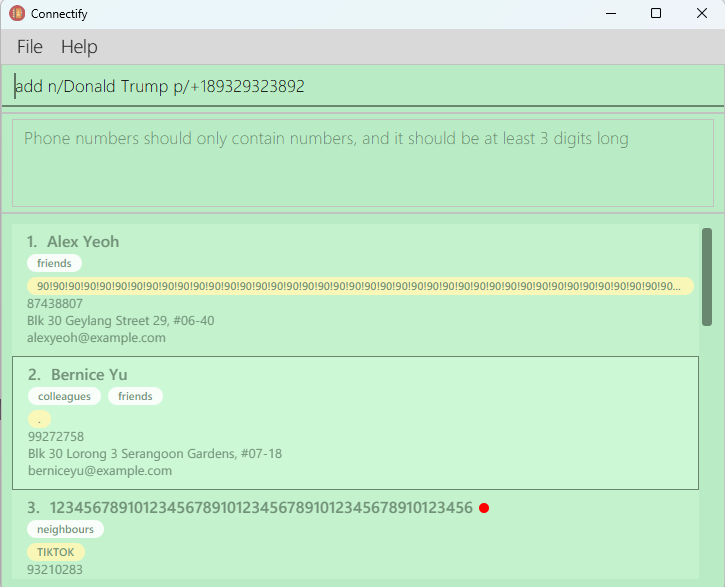 Connectify
File Help
add n/Donald Trump p/+189329323892
Phone numbers should only contain numbers, and it should be at least 3 digits long
1. Alex Yeoh
friends
90!90!90!90!90!90!90!90!90!90!90!90!90!90!90!90!90!90!90!90!90!90!90!90!90!90!90!90!90!90!90!90!90!90!90!90!90!90!90!90!90...
87438807
Blk 30 Geylang Street 29, #06-40
alexyeoh@example.com
2. Bernice Yu
colleagues friends
.
99272758
Blk 30 Lorong 3 Serangoon Gardens, #07-18
berniceyu@example.com
3. 12345678910123456789101234567891012345678910123456
neighbours
TIKTOK
93210283